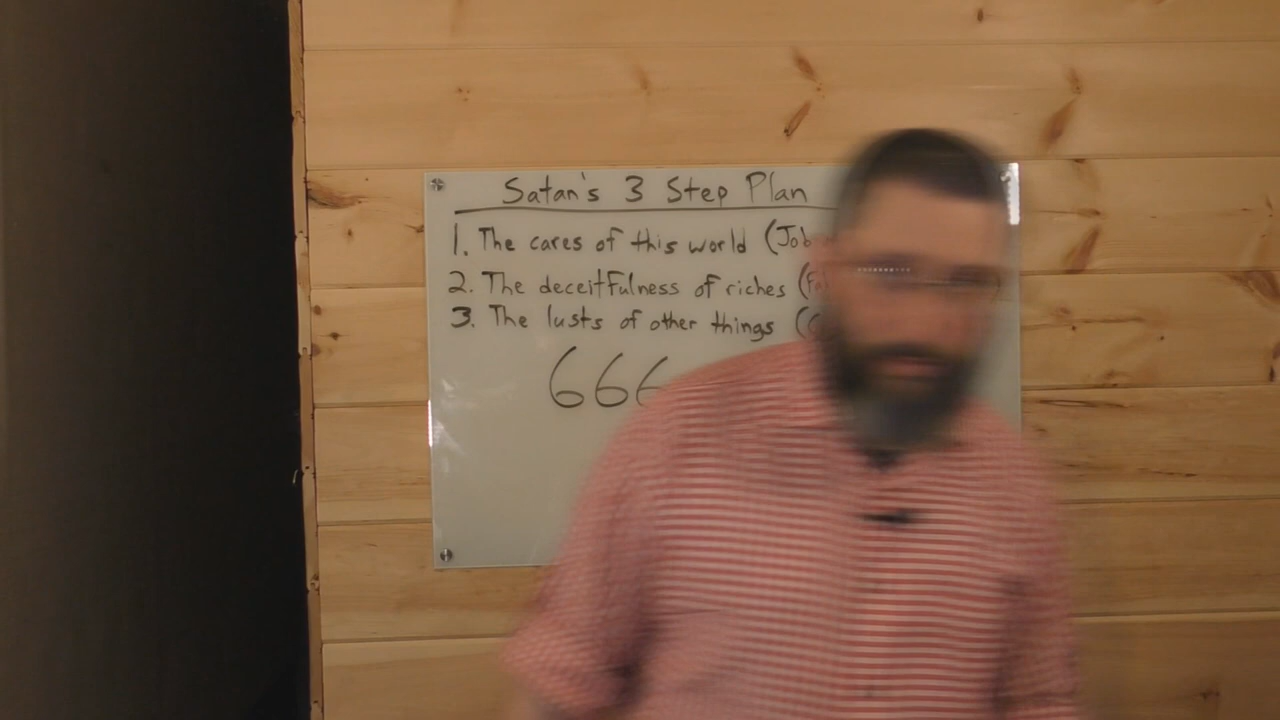 Satan's 3 Step Plan
1. The cares of this world (Job
2. The deceitfulness of riches
3. The lusts of other things
666